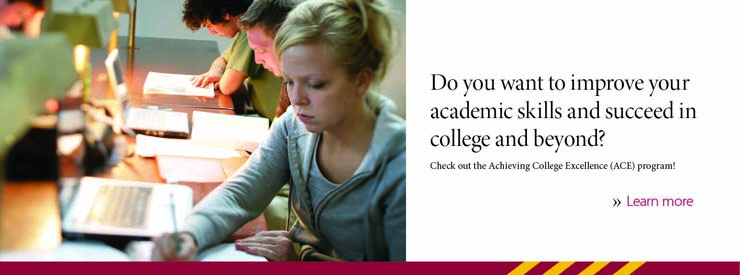 Do you want to improve your
academic skills and succeed in
college and beyond?
Check out the Achieving College Excellence (ACE) program!
» Learn more